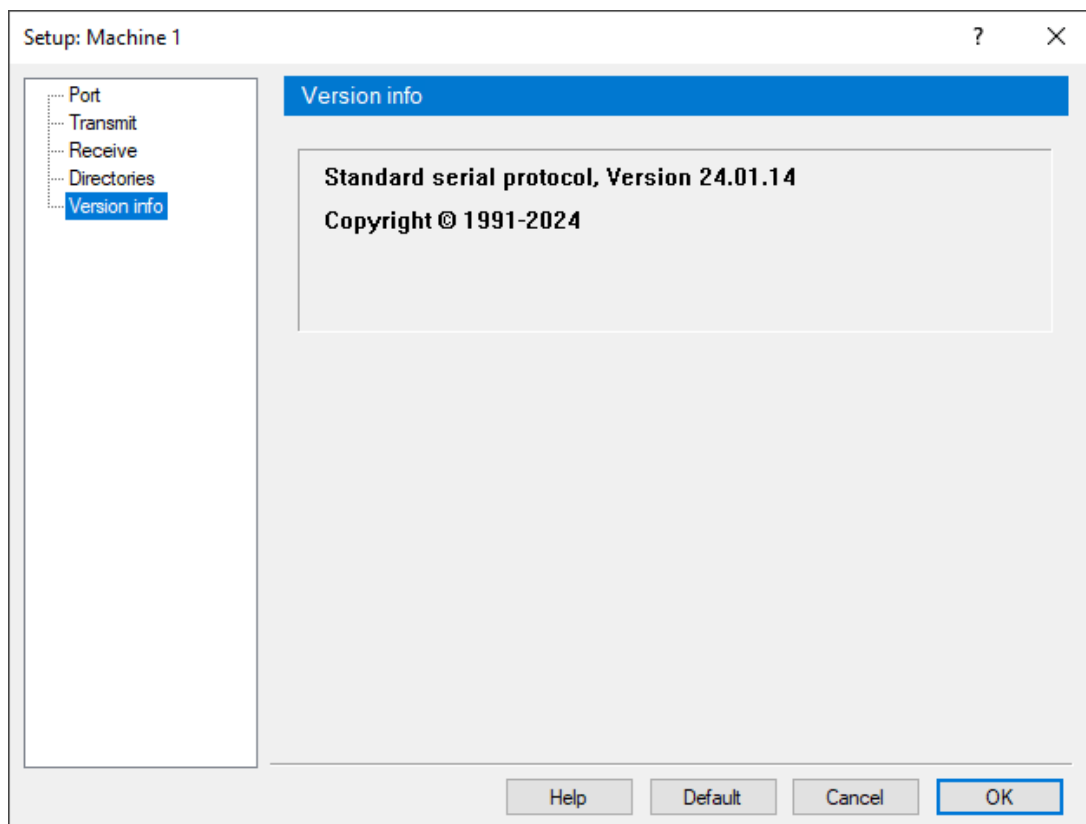 Setup: Machine 1
?
Port
Transmit
Receive
Directories
Version info
Version info
Standard serial protocol, Version 24.01.14
Copyright © 1991-2024
Help
Default
Cancel
OK